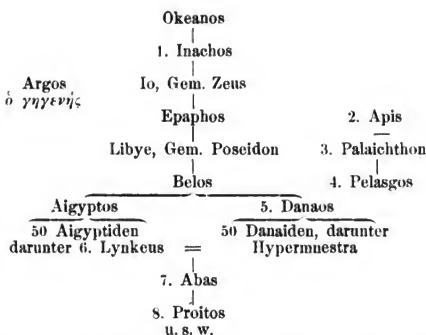 Okeanos
1. Inachos
Argos Io, Gem. Zeus
ὁ γηγενής
Epaphos 2. Apis
Libye, Gem. Poseidon 3. Palaichthon
Belos 4. Pelasgos
Aigyptos 5. Danaos
50 Aigyptiden 50 Danaiden, darunter
darunter 6. Lynkeus = Hypermnestra
7. Abas
8. Proitos
u. s. w.